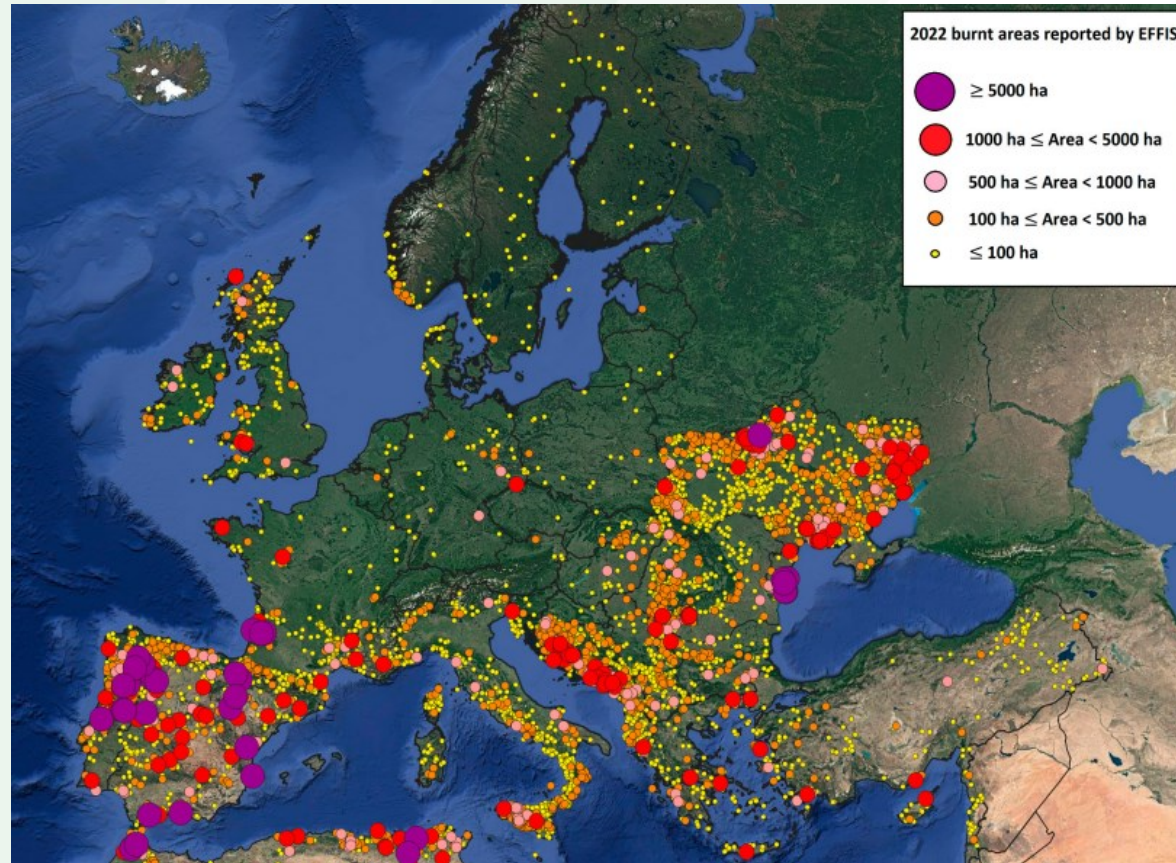 2022 burnt areas reported by EFFIS
≥ 5000 ha
1000 ha ≤ Area < 5000 ha
500 ha ≤ Area < 1000 ha
100 ha ≤ Area < 500 ha
≤ 100 ha